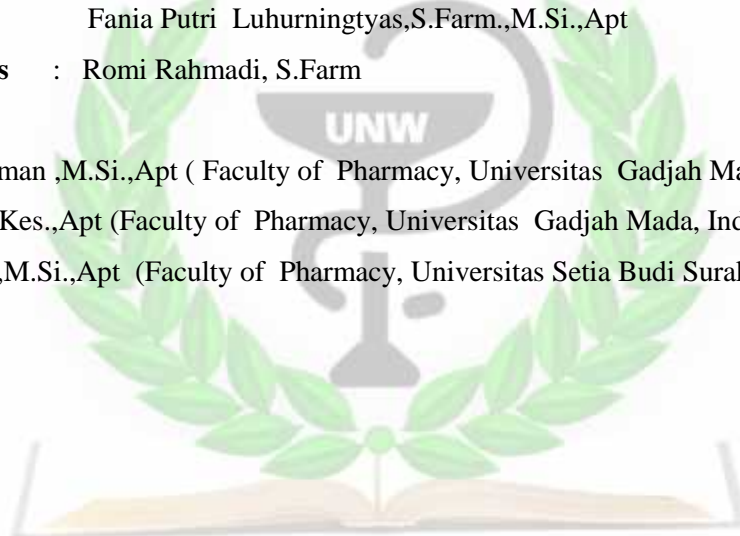 Fania Putri Luhurningtyas,S.Farm.,M.Si.,Apt
s : Romi Rahmadi, S.Farm
UNW
man ,M.Si.,Apt ( Faculty of Pharmacy, Universitas Gadjah Ma
Kes.,Apt (Faculty of Pharmacy, Universitas Gadjah Mada, Ind
,M.Si.,Apt (Faculty of Pharmacy, Universitas Setia Budi Sural